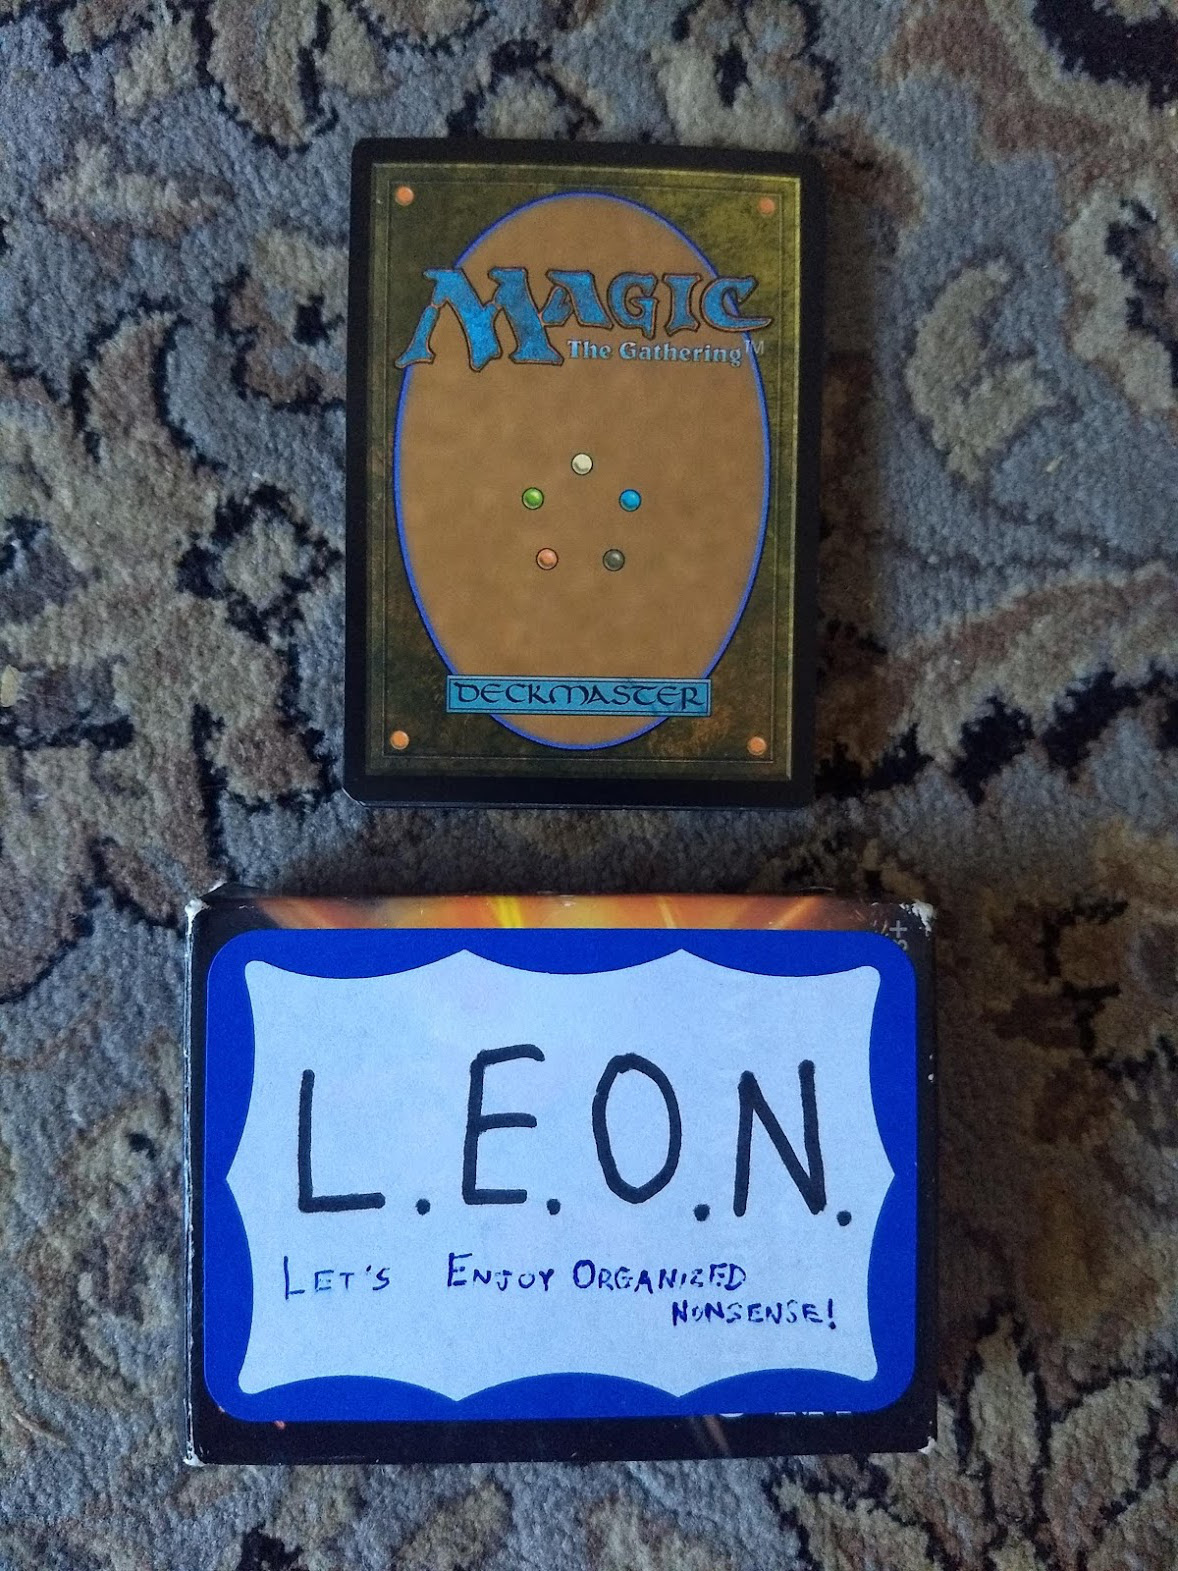 MAGIC
The Gathering™
DECKMASTER
L.E.O.N.
LET'S ENJOY ORGANIZED
NONSENSE!